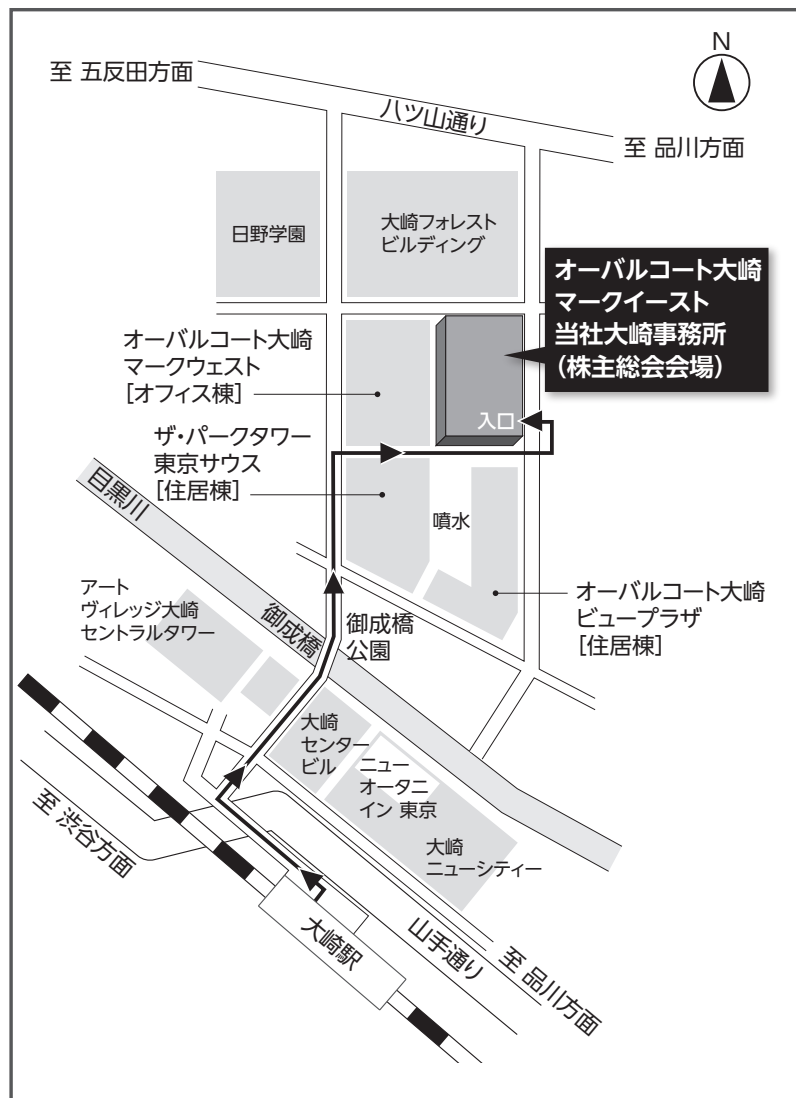 N
至 五反田方面
八ツ山通り
至 品川方面
日野学園
大崎フォレスト
ビルディング
オーバルコート大崎
マークイースト
当社大崎事務所
(株主総会会場)
オーバルコート大崎
マークウェスト
[オフィス棟]
入口
ザ・パークタワー
東京サウス
[住居棟]
目黒川
噴水
アート
ヴィレッジ大崎
セントラルタワー
御成橋
御成橋
公園
オーバルコート大崎
ビュープラザ
[住居棟]
大崎
センター
ビル
ニュー
オータニ
イン 東京
大崎
ニューシティー
至 渋谷方面
大崎駅
山手通り
至 品川方面